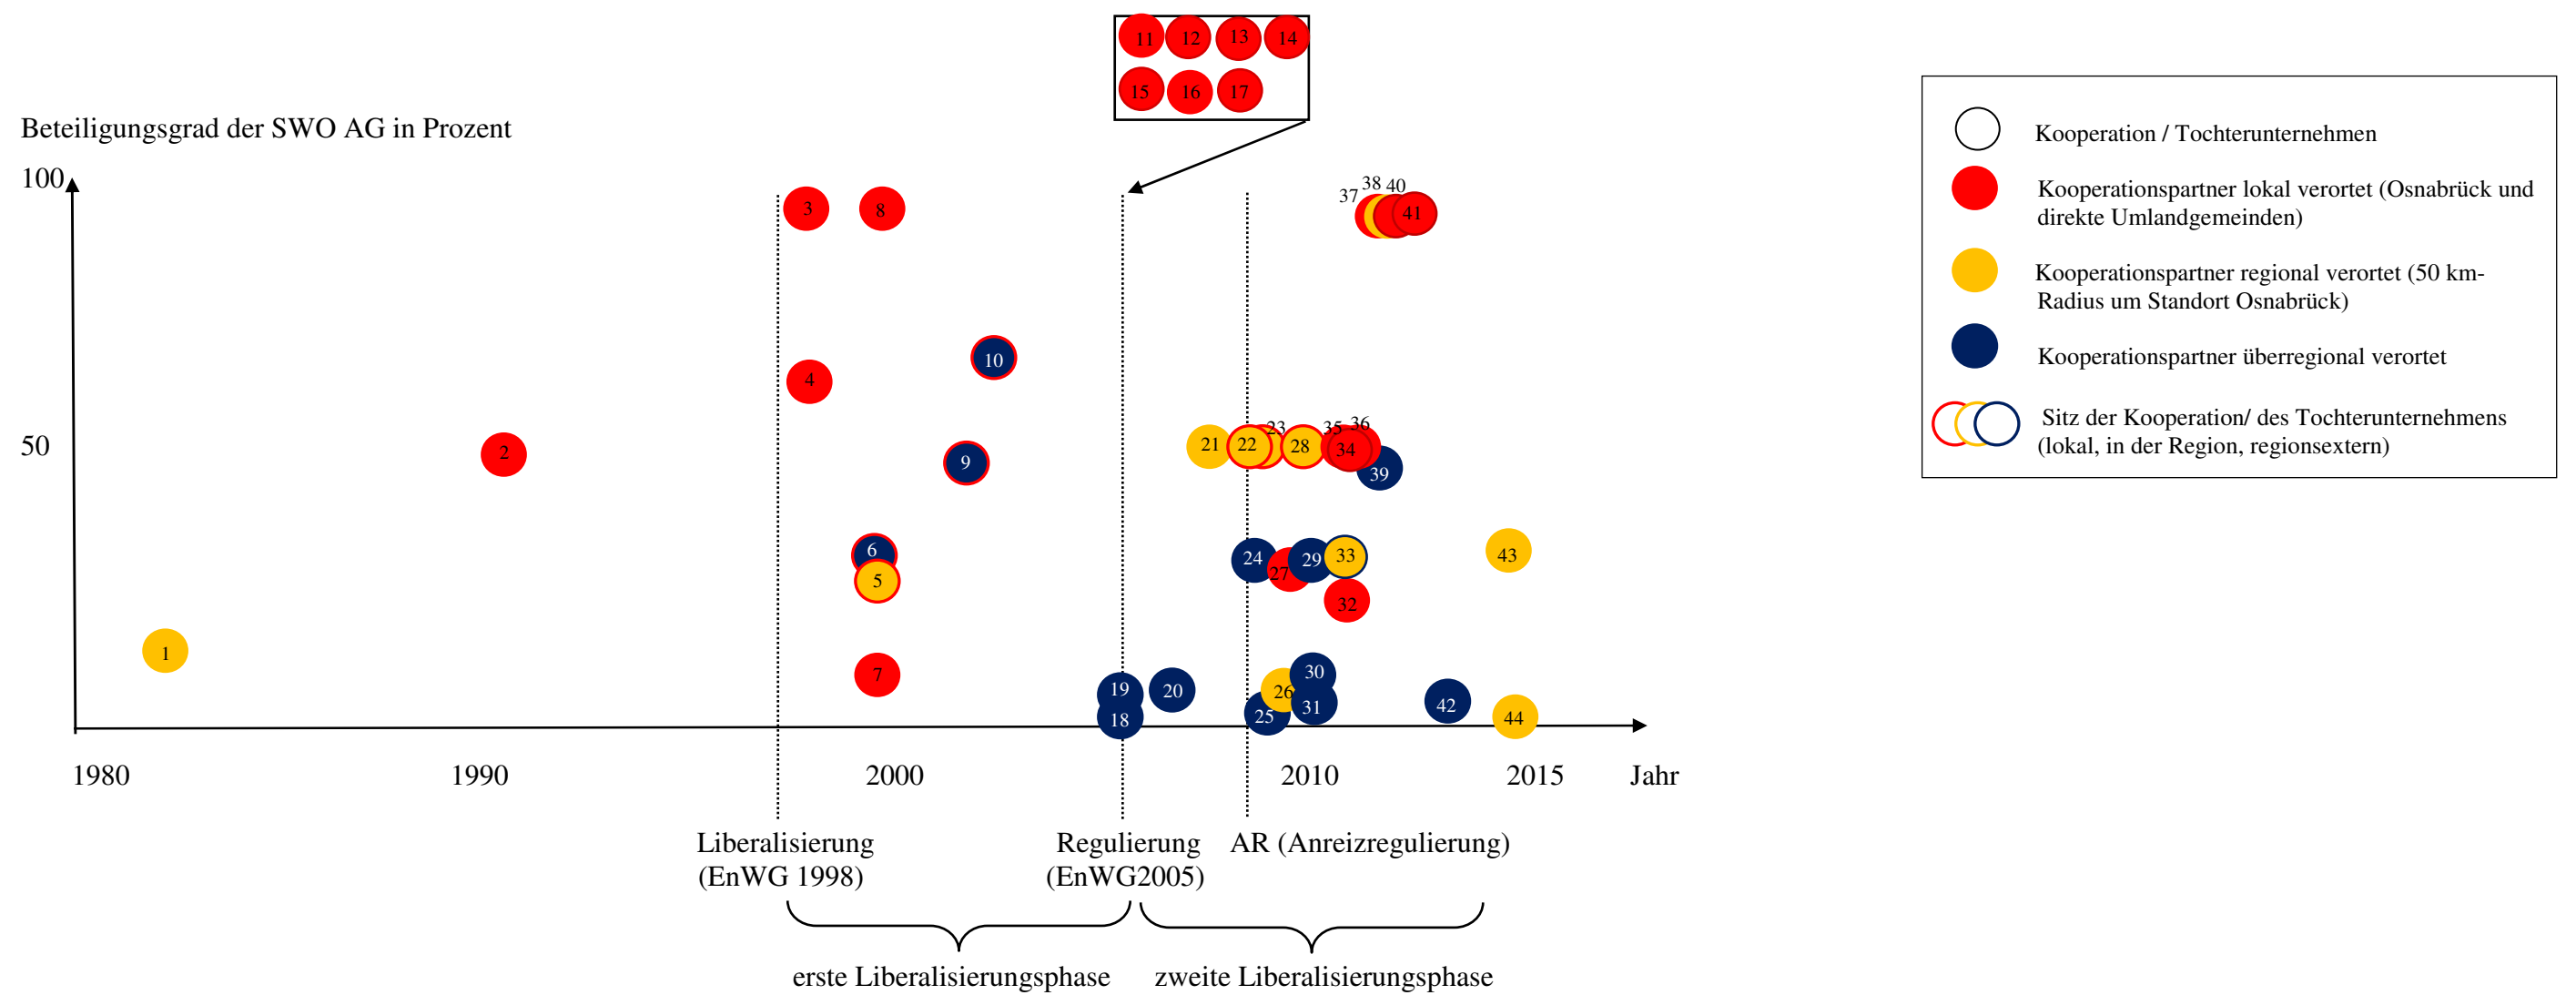 11 12 13 14
15 16 17
Beteiligungsgrad der SWO AG in Prozent
100
50
3 8
37 38 40 41
4
10
2
9
21 22 23 28 35 36 34
39
6
5
24 27 29 33
32
43
1
7
19 20
18
25 26 30
31
42
44
1980 1990 2000 2010 2015 Jahr
Liberalisierung
(EnWG 1998)
Regulierung
(EnWG2005)
AR (Anreizregulierung)
erste Liberalisierungsphase
zweite Liberalisierungsphase
Kooperation / Tochterunternehmen
Kooperationspartner lokal verortet (Osnabrück und
direkte Umlandgemeinden)
Kooperationspartner regional verortet (50 km-
Radius um Standort Osnabrück)
Kooperationspartner überregional verortet
Sitz der Kooperation/ des Tochterunternehmens
(lokal, in der Region, regionsextern)